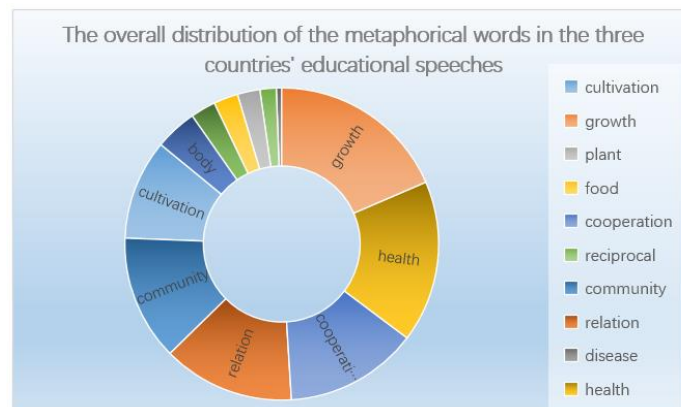 The overall distribution of the metaphorical words in the three
countries' educational speeches
growth
health
cooperati...
relation
community
cultivation
body
cultivation
growth
plant
food
cooperation
reciprocal
community
relation
disease
health